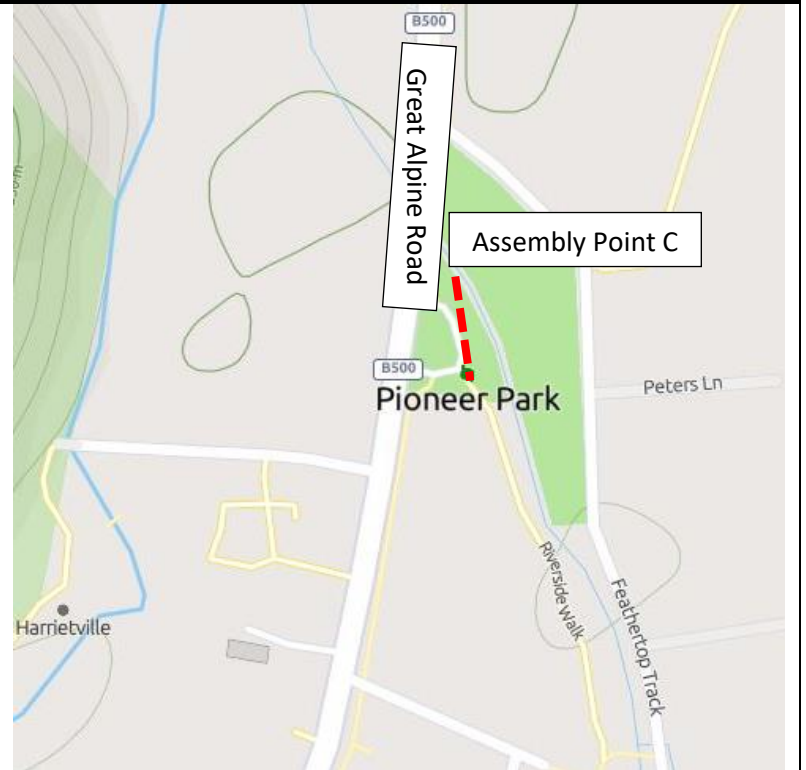 B500
Great Alpine Road
Assembly Point C
B500
Peters Ln
Pioneer Park
Riverside Walk
Feathertop Track
Harrietville